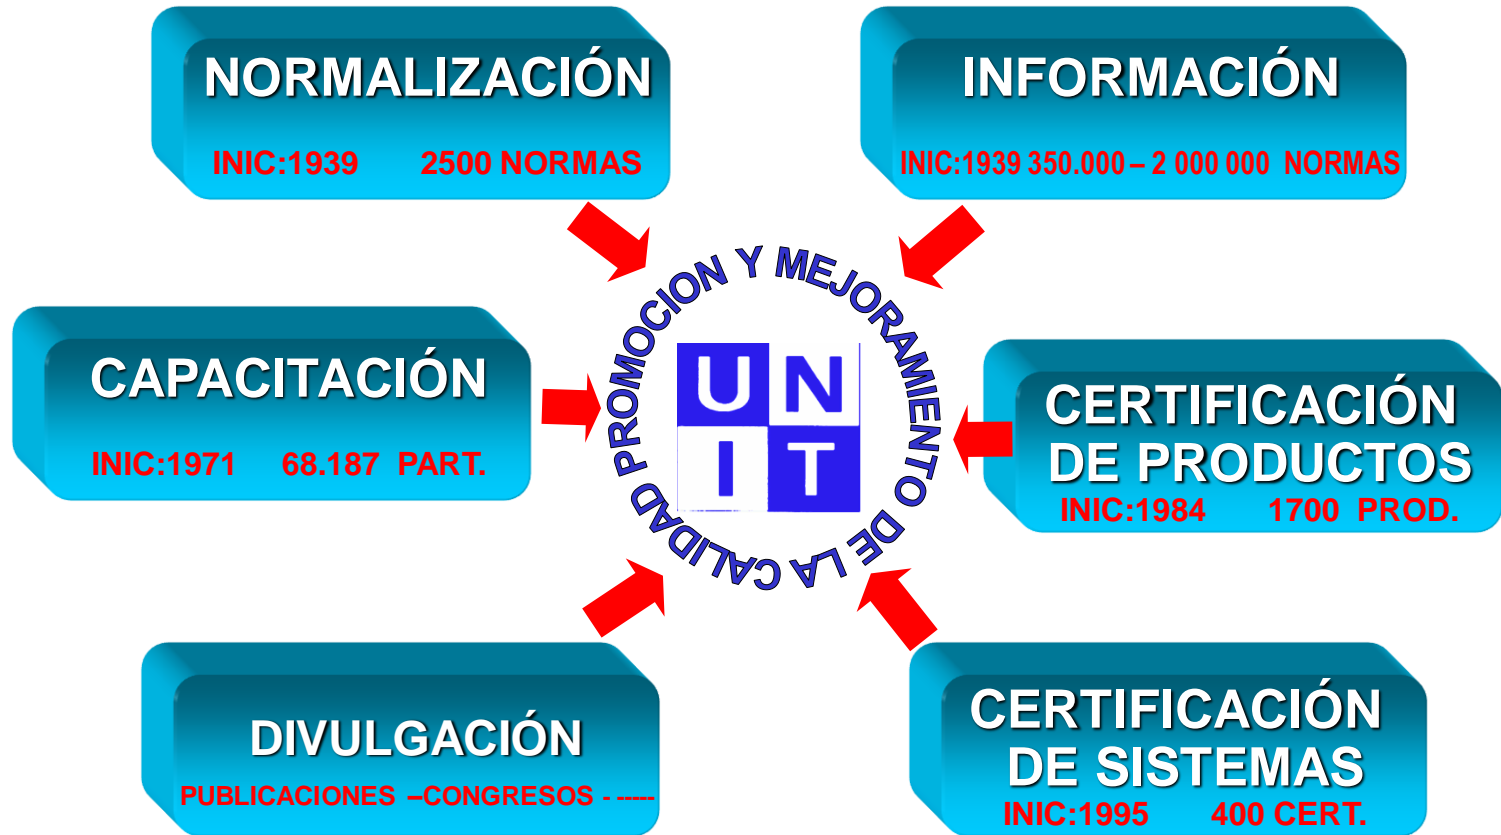 NORMALIZACIÓN
INIC:1939 2500 NORMAS
INFORMACIÓN
INIC:1939 350.000 – 2 000 000 NORMAS
PROMOCION Y MEJORAMIENTO DE LA CALIDAD
UN
IT
CAPACITACIÓN
INIC:1971 68.187 PART.
CERTIFICACIÓN
DE PRODUCTOS
INIC:1984 1700 PROD.
DIVULGACIÓN
PUBLICACIONES –CONGRESOS - -----
CERTIFICACIÓN
DE SISTEMAS
INIC:1995 400 CERT.